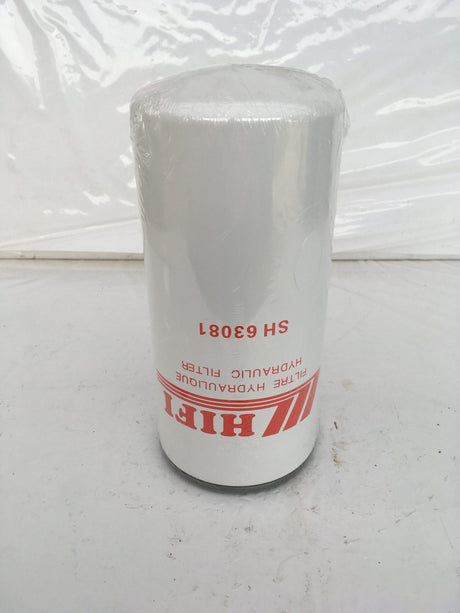 HIFI
FILTRE HYDRAULIQUE
HYDRAULIC FILTER
SH 63081